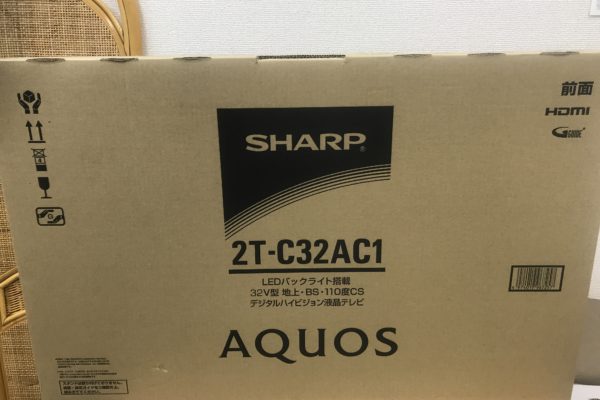 前面
HDMI
G GUIDE
SHARP®
2T-C32AC1
LEDバックライト搭載
32V型 地上・BS・110度CS
デジタルハイビジョン液晶テレビ
AQUOS